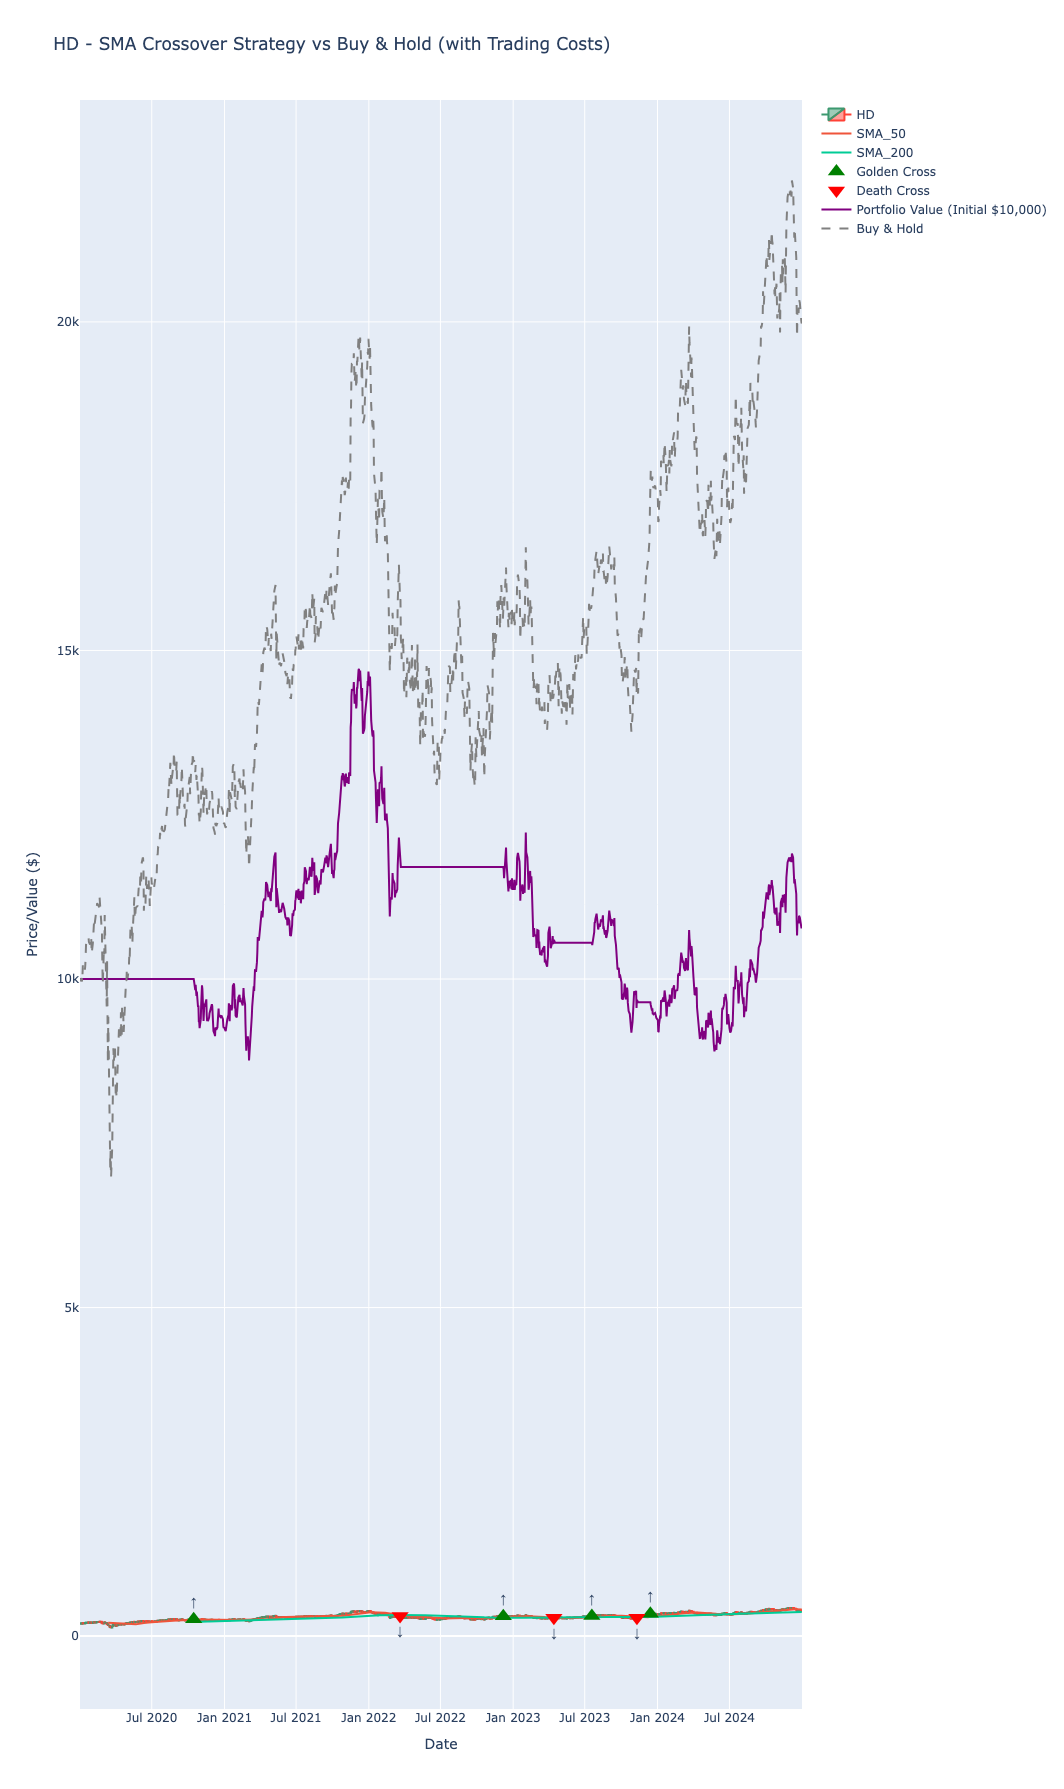 HD - SMA Crossover Strategy vs Buy & Hold (with Trading Costs)
HD
SMA_50
SMA_200
Golden Cross
Death Cross
Portfolio Value (Initial $10,000)
Buy & Hold
20k
15k
10k
5k
0
Price/Value ($)
↑ ↑ ↑ ↑
↓ ↓ ↓
Jul 2020 Jan 2021 Jul 2021 Jan 2022 Jul 2022 Jan 2023 Jul 2023 Jan 2024 Jul 2024
Date